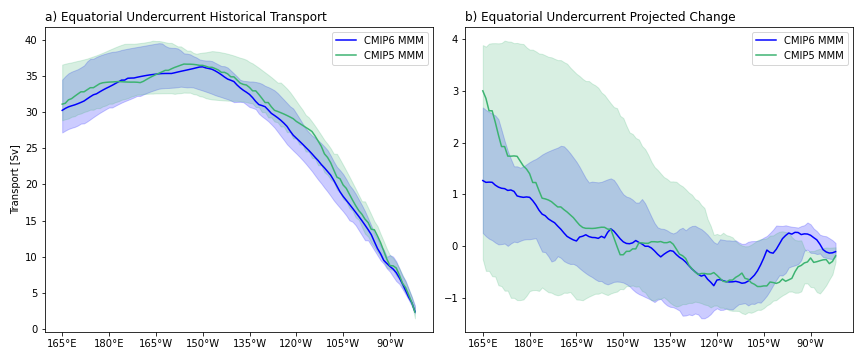 a) Equatorial Undercurrent Historical Transport
CMIP6 MMM
CMIP5 MMM
Transport [Sv]
40
35
30
25
20
15
10
5
0
165°E
180°W
165°W
150°W
135°W
120°W
105°W
90°W
b) Equatorial Undercurrent Projected Change
CMIP6 MMM
CMIP5 MMM
4
3
2
1
0
−1
165°E
180°W
165°W
150°W
135°W
120°W
105°W
90°W